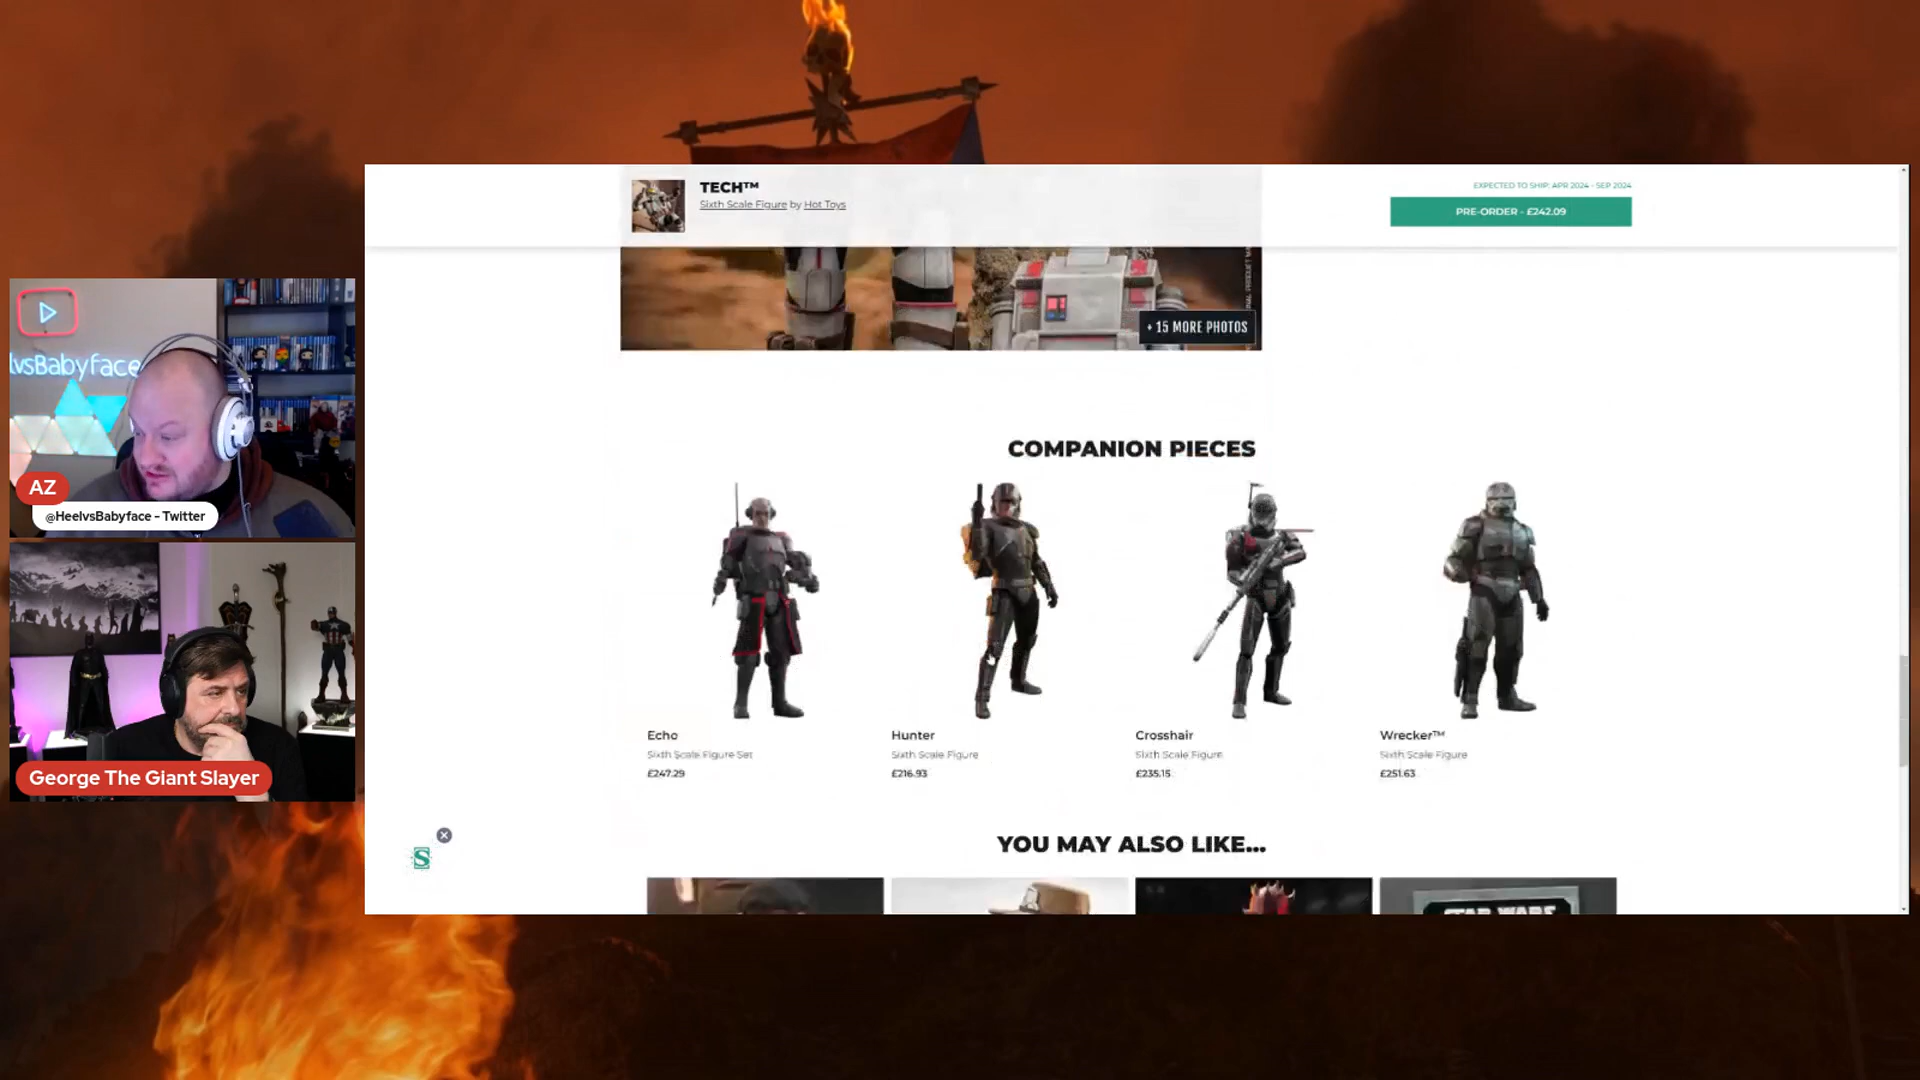 TECH™
Sixth Scale Figure by Hot Toys
EXPECTED TO SHIP: APR 2024 - SEP 2024
PRE-ORDER - £242.09
+ 15 MORE PHOTOS
lvsBabyface
AZ
@HeelvsBabyface - Twitter
George The Giant Slayer
COMPANION PIECES
Echo
Sixth Scale Figure Set
£247.29
Hunter
Sixth Scale Figure
£216.93
Crosshair
Sixth Scale Figure
£235.15
Wrecker™
Sixth Scale Figure
£251.63
S
YOU MAY ALSO LIKE...
STAR WARS